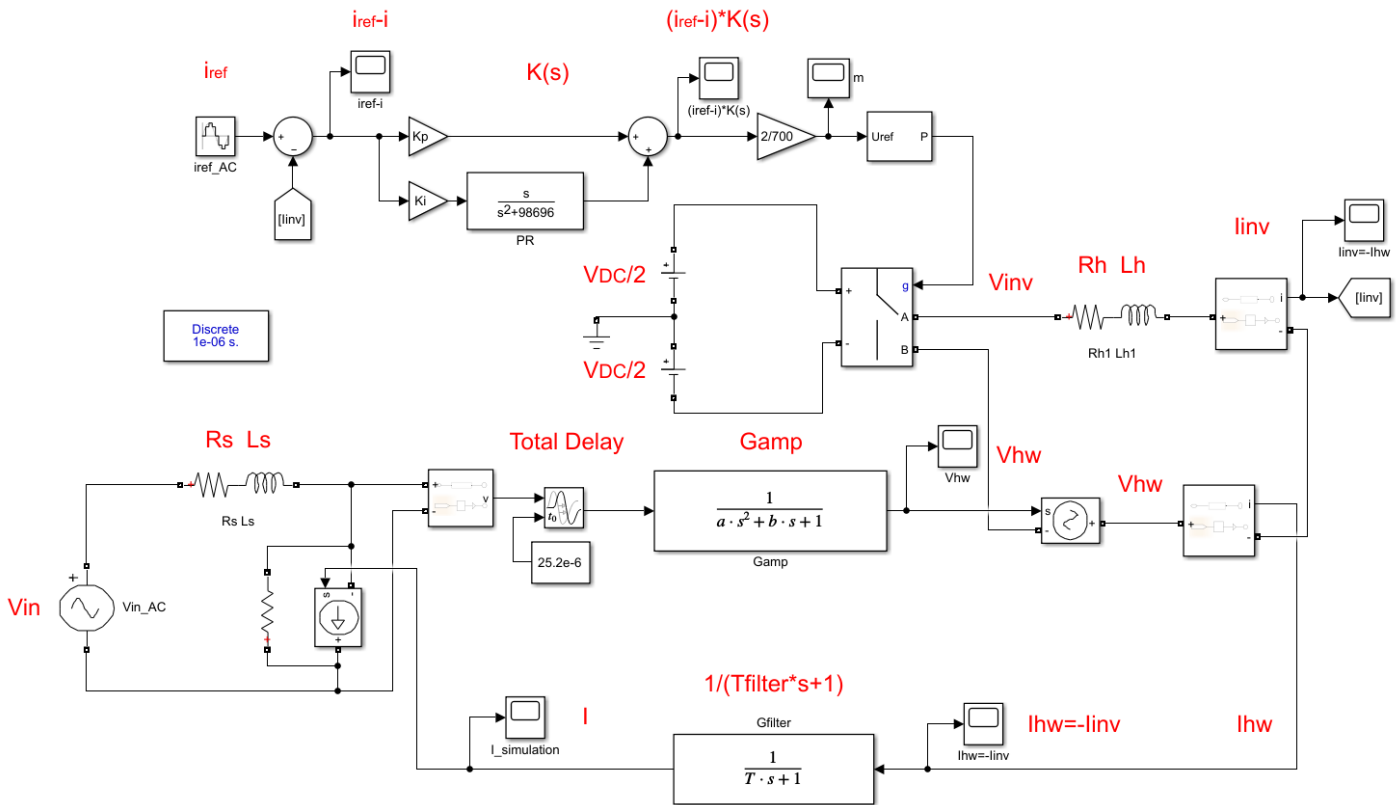 iref-i
(iref-i)*K(s)
iref
K(s)
iref-i
(iref-i)*K(s)
m
+
−
Kp
+
+
2/700
Uref
P
iref_AC
[Iinv]
Ki
s
s²+98696
PR
Iinv
Iinv=-Ihw
VDC/2
+
Vinv
Rh Lh
+
g
A
+
i
+
-
[Iinv]
Rh1 Lh1
Discrete
1e-06 s.
VDC/2
+
-
B
Rs Ls
Total Delay
Gamp
Vhw
Vhw
Vhw
+
+
-
v
t0
1
a · s² + b · s + 1
Gamp
s
-
+
+
i
-
Rs Ls
25.2e-6
Vin
+
Vin_AC
+
s
-
+
1/(Tfilter*s+1)
Gfilter
I
I_simulation
1
T · s + 1
Ihw=-Iinv
Ihw=-Iinv
Ihw